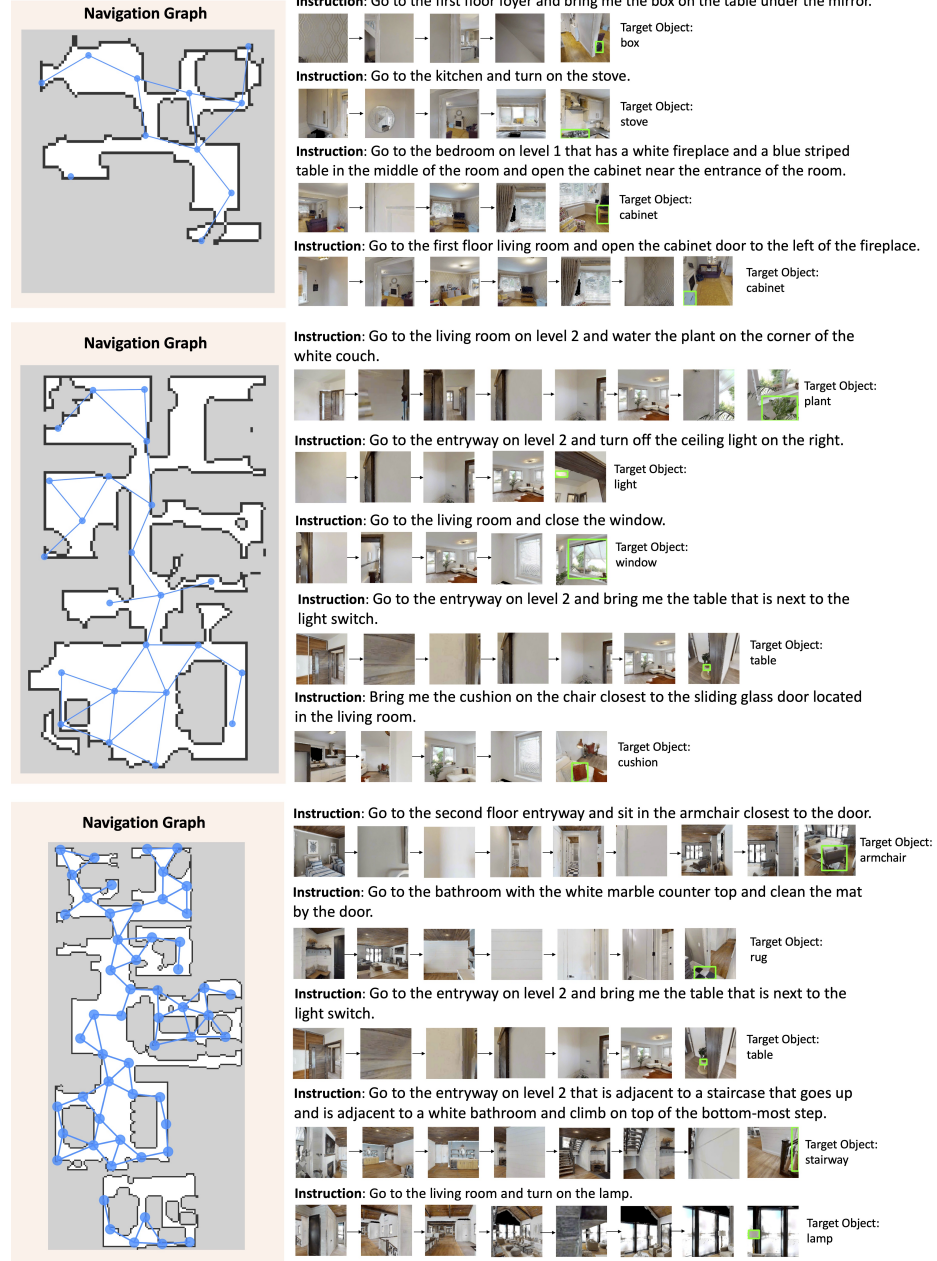 Navigation Graph
Instruction: Go to the first floor foyer and bring me the box on the table under the mirror.
Target Object:
box
Instruction: Go to the kitchen and turn on the stove.
Target Object:
stove
Instruction: Go to the bedroom on level 1 that has a white fireplace and a blue striped
table in the middle of the room and open the cabinet near the entrance of the room.
Target Object:
cabinet
Instruction: Go to the first floor living room and open the cabinet door to the left of the fireplace.
Target Object:
cabinet
Navigation Graph
Instruction: Go to the living room on level 2 and water the plant on the corner of the
white couch.
Target Object:
plant
Instruction: Go to the entryway on level 2 and turn off the ceiling light on the right.
Target Object:
light
Instruction: Go to the living room and close the window.
Target Object:
window
Instruction: Go to the entryway on level 2 and bring me the table that is next to the
light switch.
Target Object:
table
Instruction: Bring me the cushion on the chair closest to the sliding glass door located
in the living room.
Target Object:
cushion
Navigation Graph
Instruction: Go to the second floor entryway and sit in the armchair closest to the door.
Target Object:
armchair
Instruction: Go to the bathroom with the white marble counter top and clean the mat
by the door.
Target Object:
rug
Instruction: Go to the entryway on level 2 and bring me the table that is next to the
light switch.
Target Object:
table
Instruction: Go to the entryway on level 2 that is adjacent to a staircase that goes up
and is adjacent to a white bathroom and climb on top of the bottom-most step.
Target Object:
stairway
Instruction: Go to the living room and turn on the lamp.
Target Object:
lamp